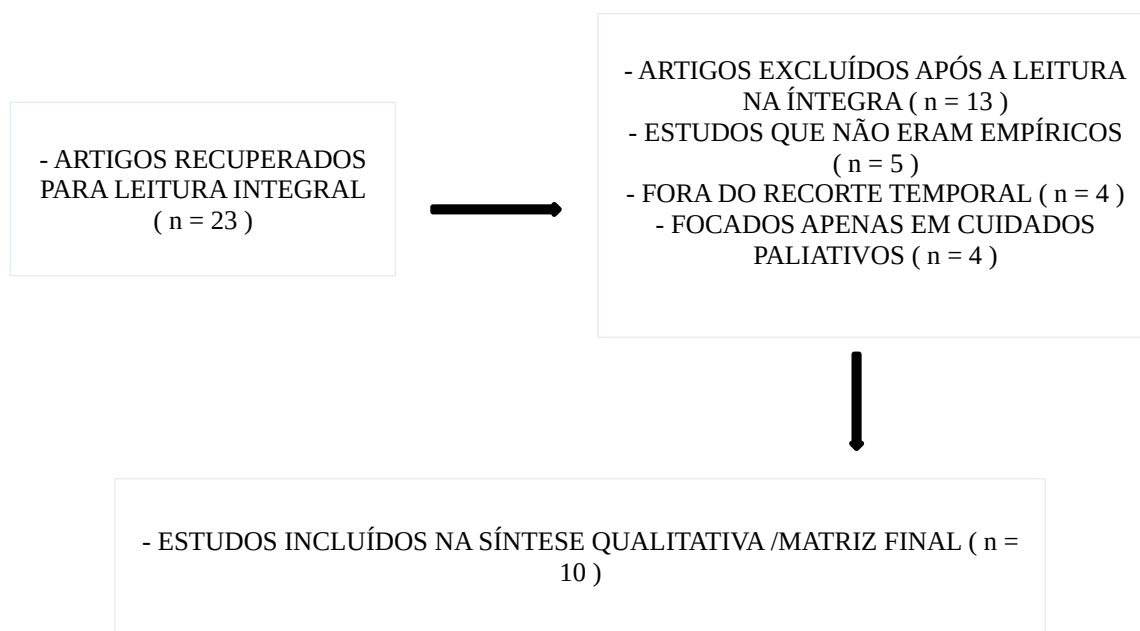 - ARTIGOS RECUPERADOS
PARA LEITURA INTEGRAL
( n = 23 )
- ARTIGOS EXCLUÍDOS APÓS A LEITURA
NA ÍNTEGRA ( n = 13 )
- ESTUDOS QUE NÃO ERAM EMPÍRICOS
( n = 5 )
- FORA DO RECORTE TEMPORAL ( n = 4 )
- FOCADOS APENAS EM CUIDADOS
PALIATIVOS ( n = 4 )
- ESTUDOS INCLUÍDOS NA SÍNTESE QUALITATIVA /MATRIZ FINAL ( n =
10 )